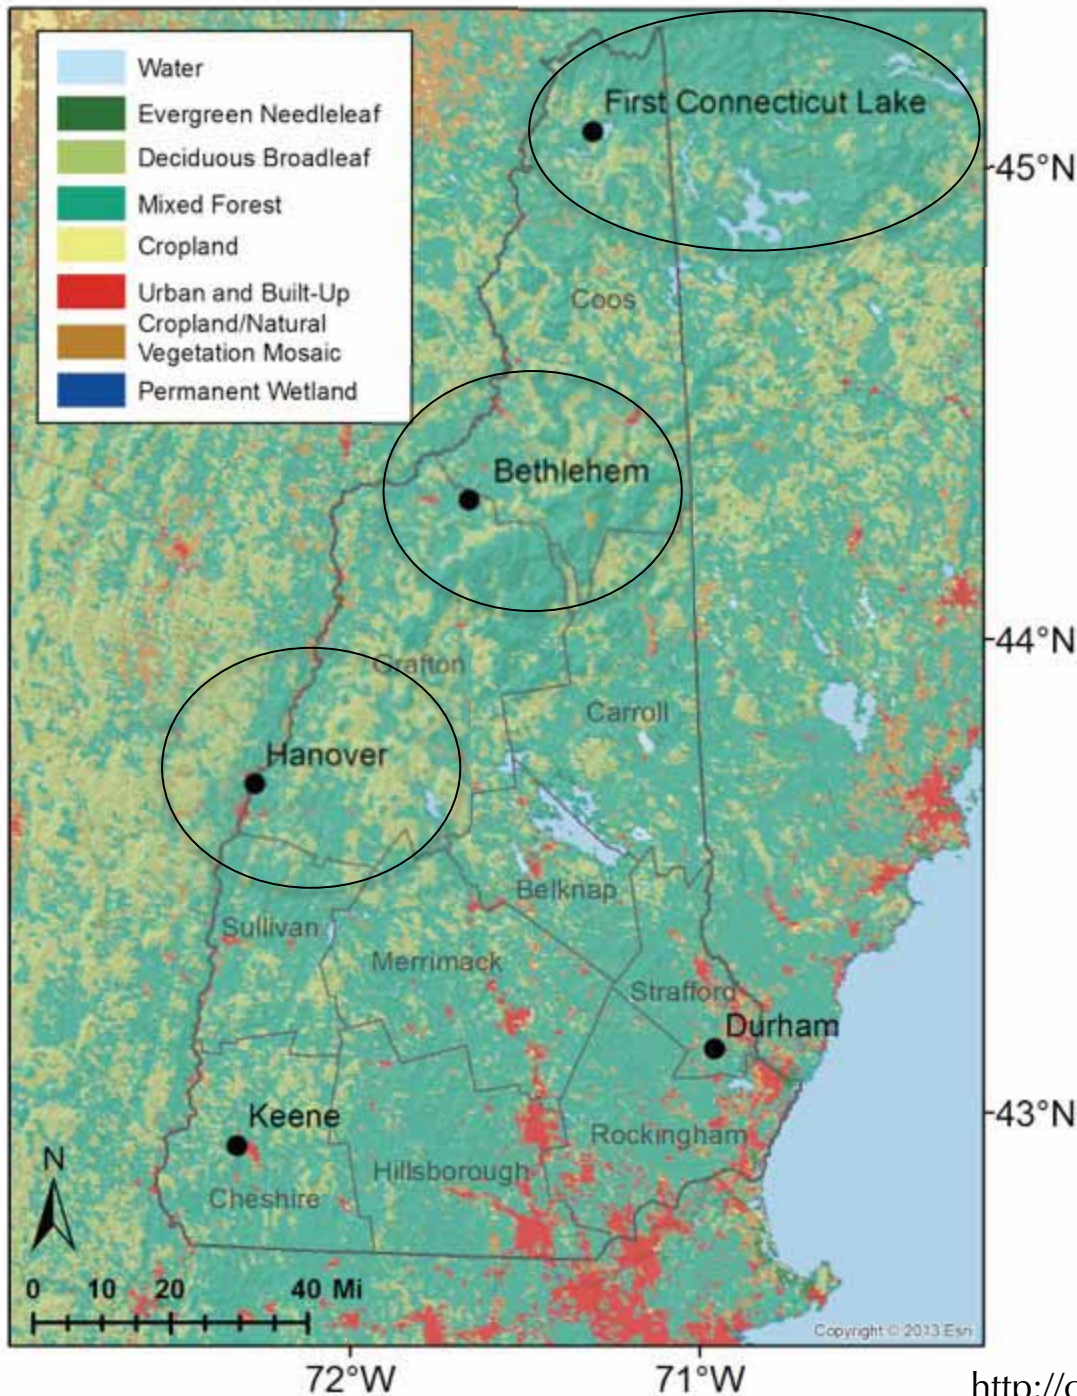 Water
Evergreen Needleleaf
Deciduous Broadleaf
Mixed Forest
Cropland
Urban and Built-Up
Cropland/Natural
Vegetation Mosaic
Permanent Wetland
First Connecticut Lake
45°N
Coos
Bethlehem
44°N
Grafton
Carroll
Hanover
Belknap
Sullivan
Merrimack
Strafford
Durham
43°N
Keene
Rockingham
N
Hillsborough
Cheshire
0 10 20 40 Mi
Copyright © 2013 Esri
72°W 71°W
http://